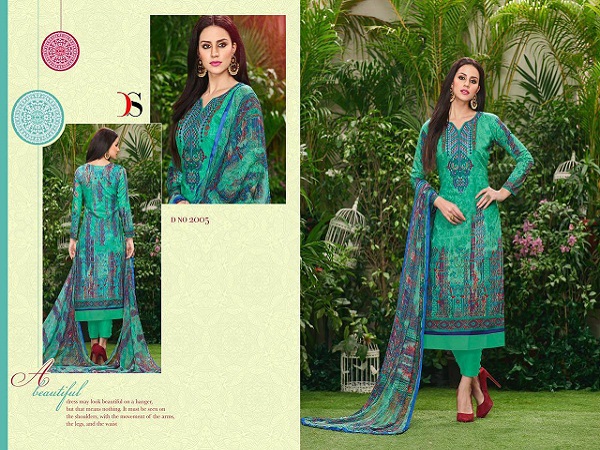 DS
D NO 2005
A
beautiful
dress may look beautiful on a hanger,
but that means nothing. It must be seen on
the shoulders, with the movement of the arms,
the legs, and the waist